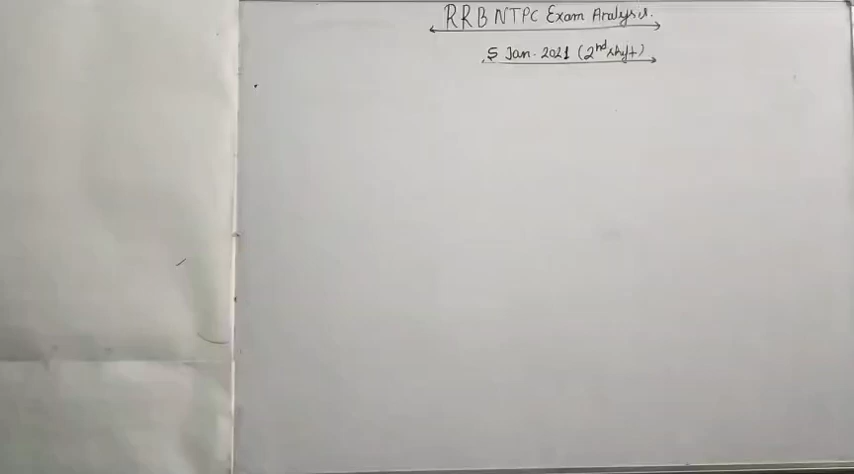 RRB NTPC Exam Analysis.
5 Jan. 2021 (2nd shift)